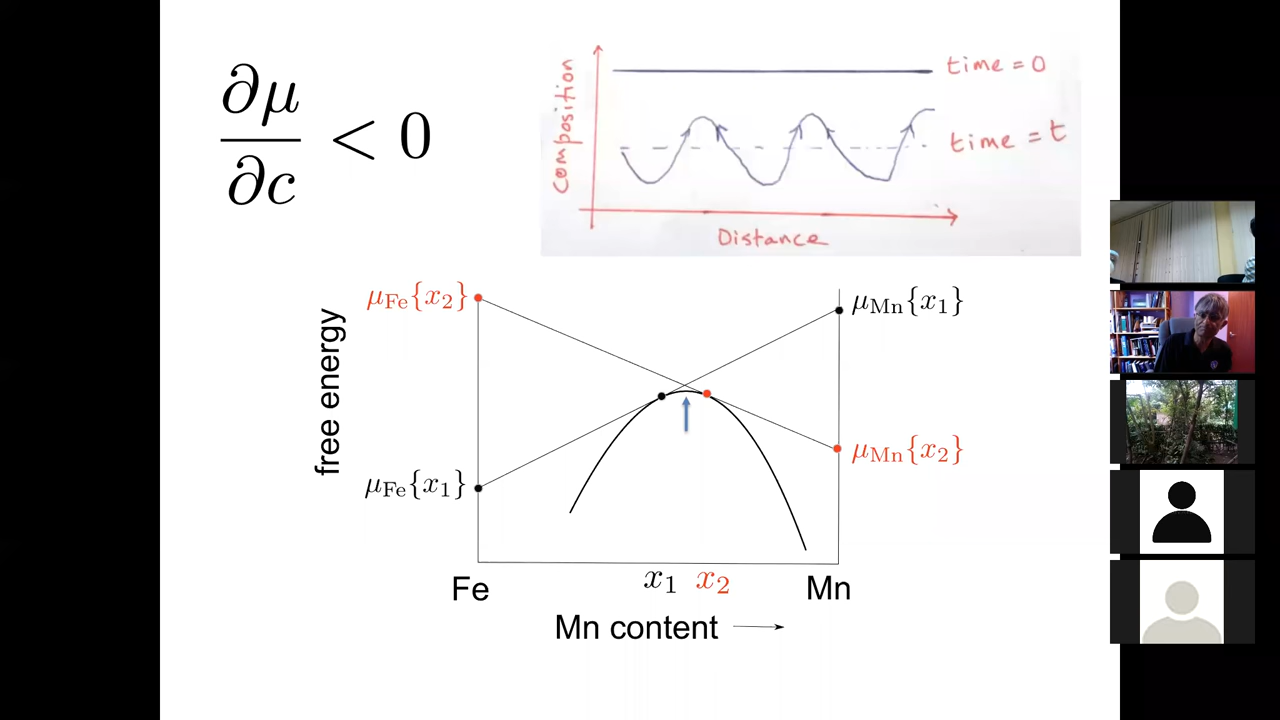 ∂μ/∂c < 0
Composition
time = 0
time = t
Distance
free energy
μFe{x2}
μMn{x1}
μFe{x1}
μMn{x2}
x1 x2
Fe
Mn
Mn content